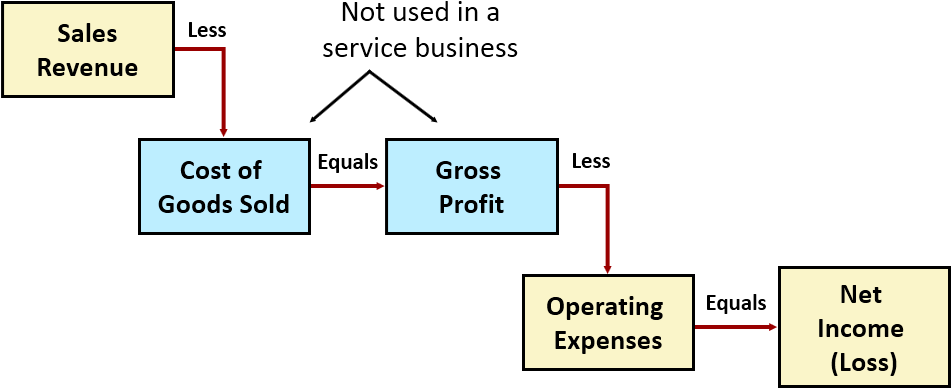 Sales
Revenue
Less
Not used in a
service business
Cost of
Goods Sold
Equals
Gross
Profit
Less
Operating
Expenses
Equals
Net
Income
(Loss)